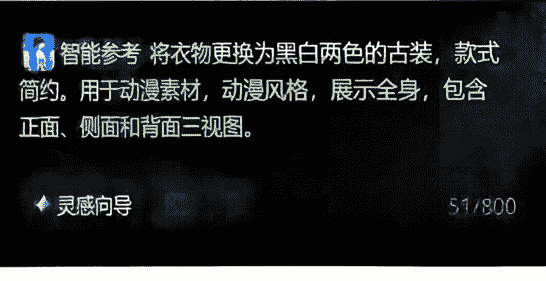 智能参考 将衣物更换为黑白两色的古装，款式
简约。用于动漫素材，动漫风格，展示全身，包含
正面、侧面和背面三视图。
灵感向导
51/800